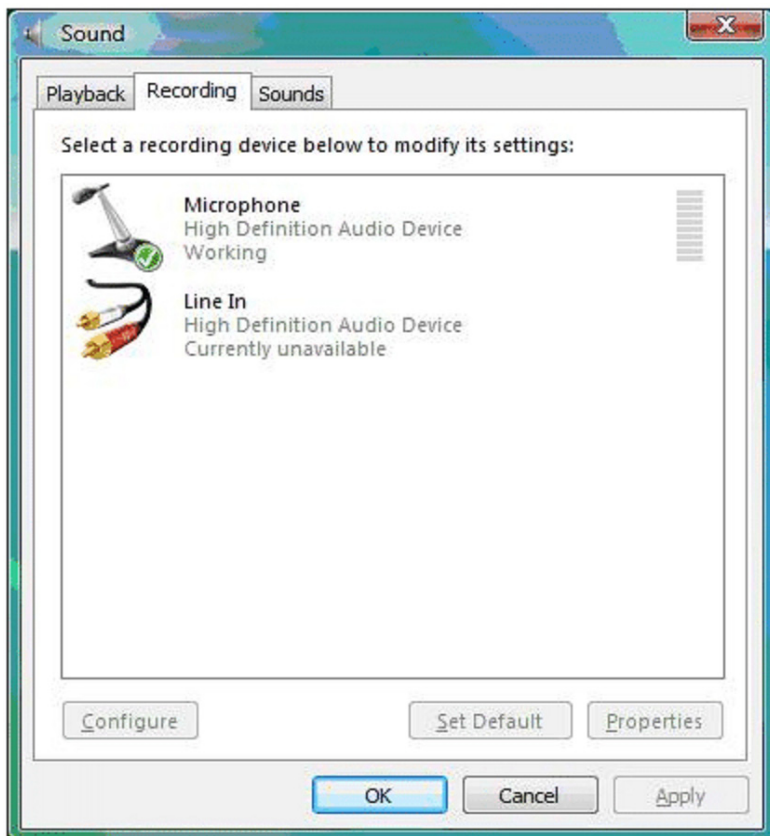 Sound
Playback Recording Sounds
Select a recording device below to modify its settings:
Microphone
High Definition Audio Device
Working
Line In
High Definition Audio Device
Currently unavailable
Configure Set Default Properties
OK Cancel Apply